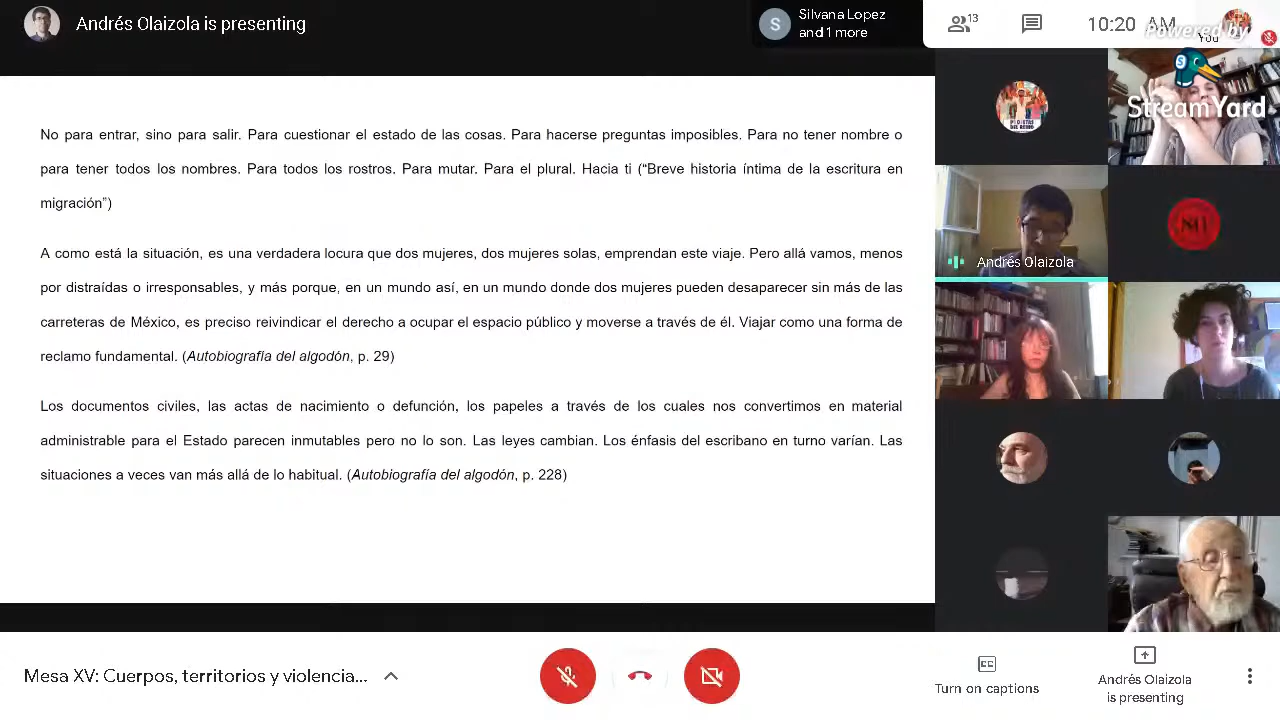 Andrés Olaizola is presenting
Silvana Lopez
and 1 more
13
10:20 AM
You
Powered by
StreamYard
No para entrar, sino para salir. Para cuestionar el estado de las cosas. Para hacerse preguntas imposibles. Para no tener nombre o
para tener todos los nombres. Para todos los rostros. Para mutar. Para el plural. Hacia ti (“Breve historia íntima de la escritura en
migración”)
A como está la situación, es una verdadera locura que dos mujeres, dos mujeres solas, emprendan este viaje. Pero allá vamos, menos
por distraídas o irresponsables, y más porque, en un mundo así, en un mundo donde dos mujeres pueden desaparecer sin más de las
carreteras de México, es preciso reivindicar el derecho a ocupar el espacio público y moverse a través de él. Viajar como una forma de
reclamo fundamental. (Autobiografía del algodón, p. 29)
Los documentos civiles, las actas de nacimiento o defunción, los papeles a través de los cuales nos convertimos en material
administrable para el Estado parecen inmutables pero no lo son. Las leyes cambian. Los énfasis del escribano en turno varían. Las
situaciones a veces van más allá de lo habitual. (Autobiografía del algodón, p. 228)
Andrés Olaizola
Mesa XV: Cuerpos, territorios y violencia...
Turn on captions
Andrés Olaizola
is presenting